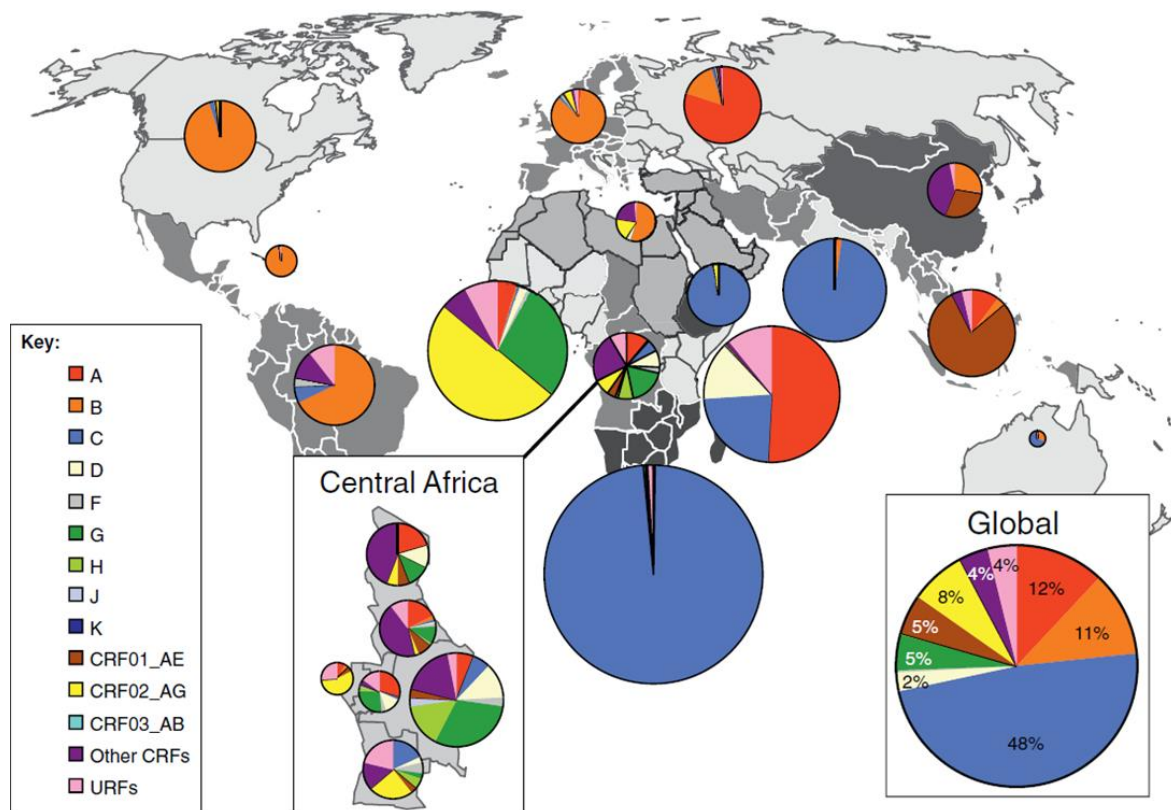 Key:
A
B
C
D
F
G
H
J
K
CRF01_AE
CRF02_AG
CRF03_AB
Other CRFs
URFs
Central Africa
Global
4%
4%
12%
8%
11%
5%
5%
2%
48%